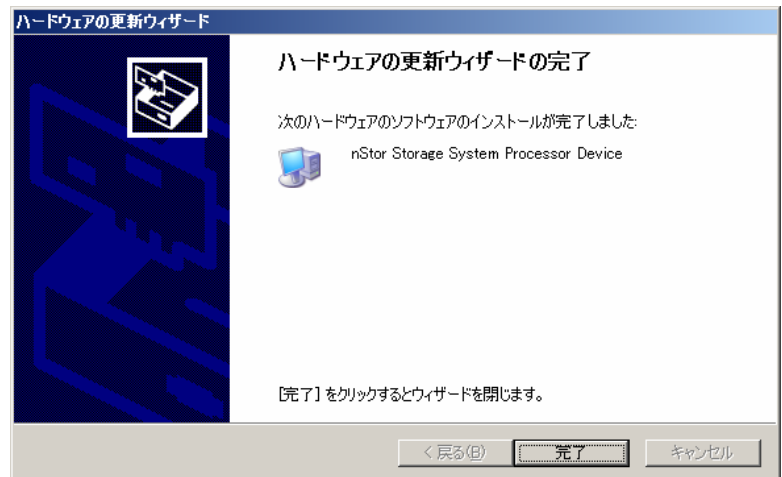 ハードウェアの更新ウィザード
ハードウェアの更新ウィザードの完了
次のハードウェアのソフトウェアのインストールが完了しました:
nStor Storage System Processor Device
[完了] をクリックするとウィザードを閉じます。
< 戻る(B)
完了
キャンセル